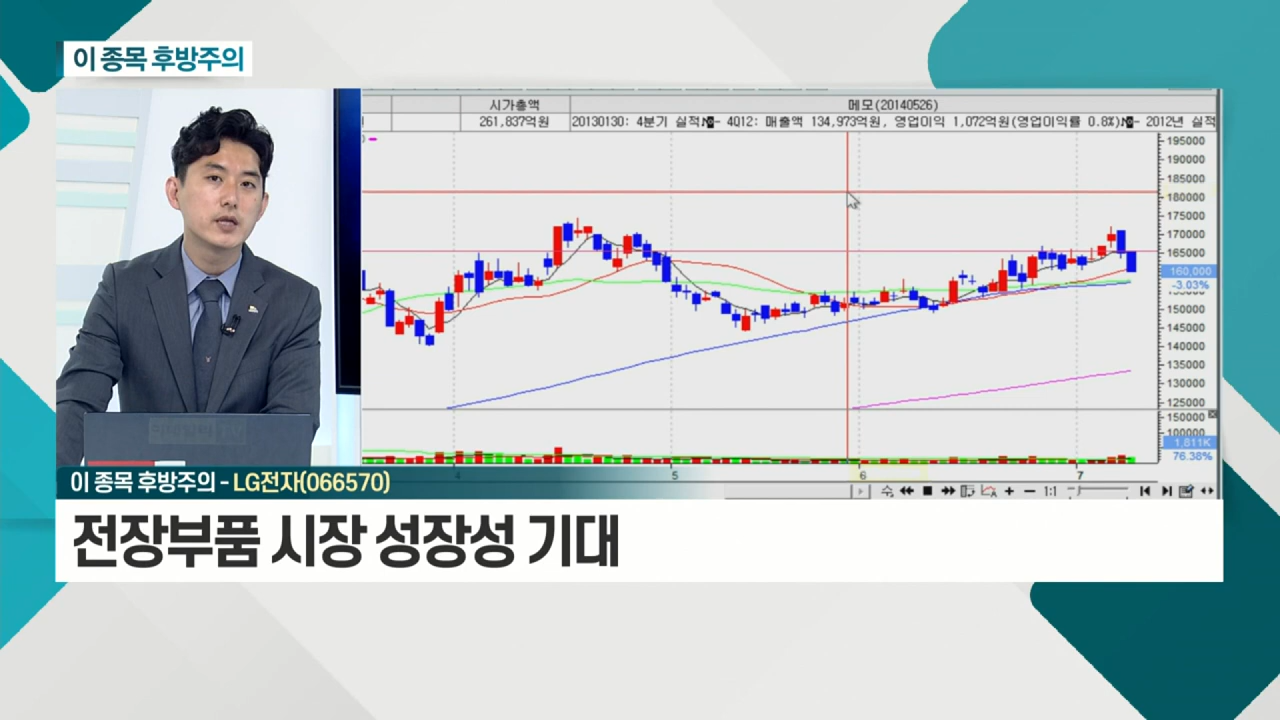 이 종목 후방주의
시가총액
메모(20140526)
261,837억원
20130130: 4분기 실적
- 4Q12: 매출액 134,973억원, 영업이익 1,072억원(영업이익률 0.8%)
- 2012년 실적
195000
190000
185000
180000
175000
170000
165000
160,000
-3.03%
150000
145000
140000
135000
130000
125000
150000
100000
1,811K
76.38%
4
5
6
7
1:1
이 종목 후방주의 - LG전자(066570)
전장부품 시장 성장성 기대